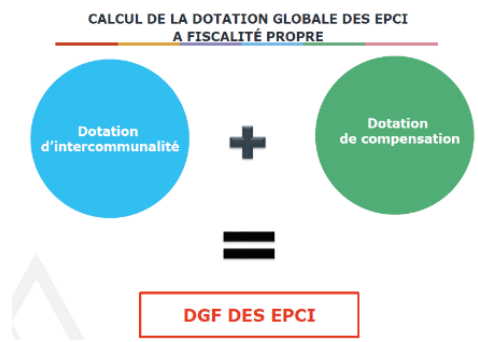 CALCUL DE LA DOTATION GLOBALE DES EPCI
A FISCALITÉ PROPRE
Dotation
d'intercommunalité
Dotation
de compensation
DGF DES EPCI